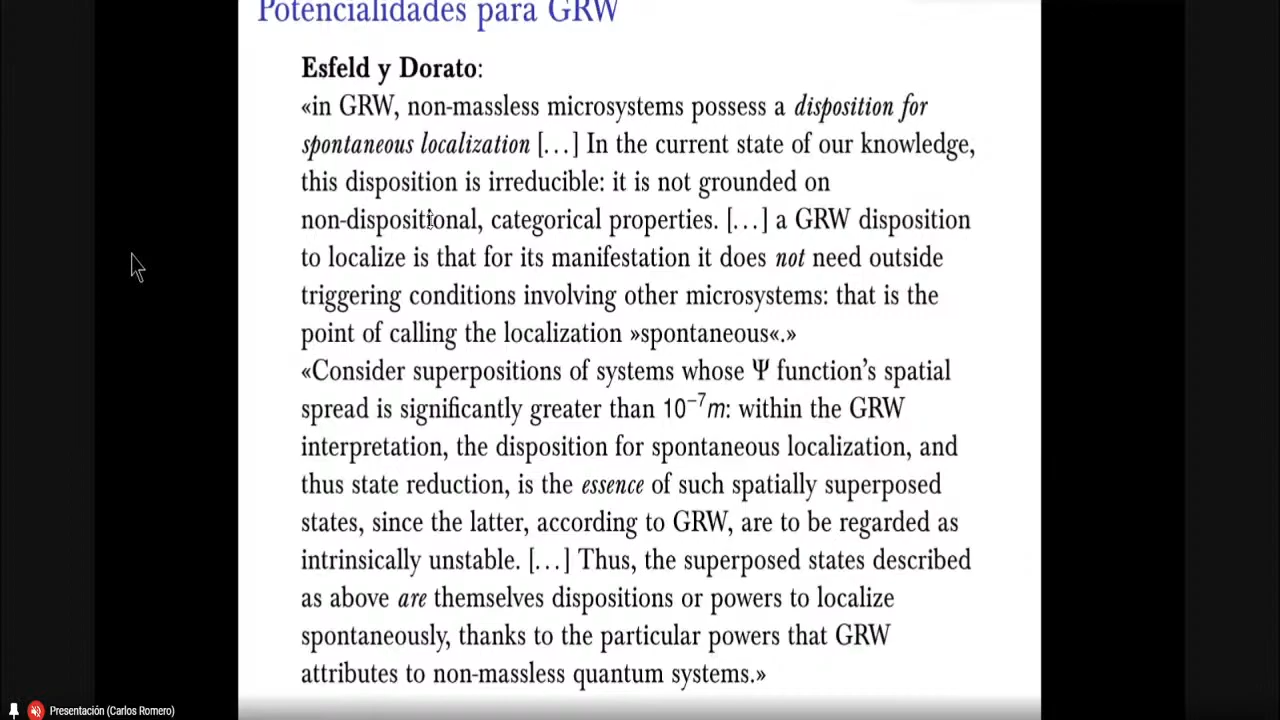 Potencialidades para GRW
Esfeld y Dorato:
«in GRW, non-massless microsystems possess a disposition for
spontaneous localization [...] In the current state of our knowledge,
this disposition is irreducible: it is not grounded on
non-dispositional, categorical properties. [...] a GRW disposition
to localize is that for its manifestation it does not need outside
triggering conditions involving other microsystems: that is the
point of calling the localization »spontaneous«.»
«Consider superpositions of systems whose Ψ function’s spatial
spread is significantly greater than 10⁻⁷m: within the GRW
interpretation, the disposition for spontaneous localization, and
thus state reduction, is the essence of such spatially superposed
states, since the latter, according to GRW, are to be regarded as
intrinsically unstable. [...] Thus, the superposed states described
as above are themselves dispositions or powers to localize
spontaneously, thanks to the particular powers that GRW
attributes to non-massless quantum systems.»
Presentación (Carlos Romero)